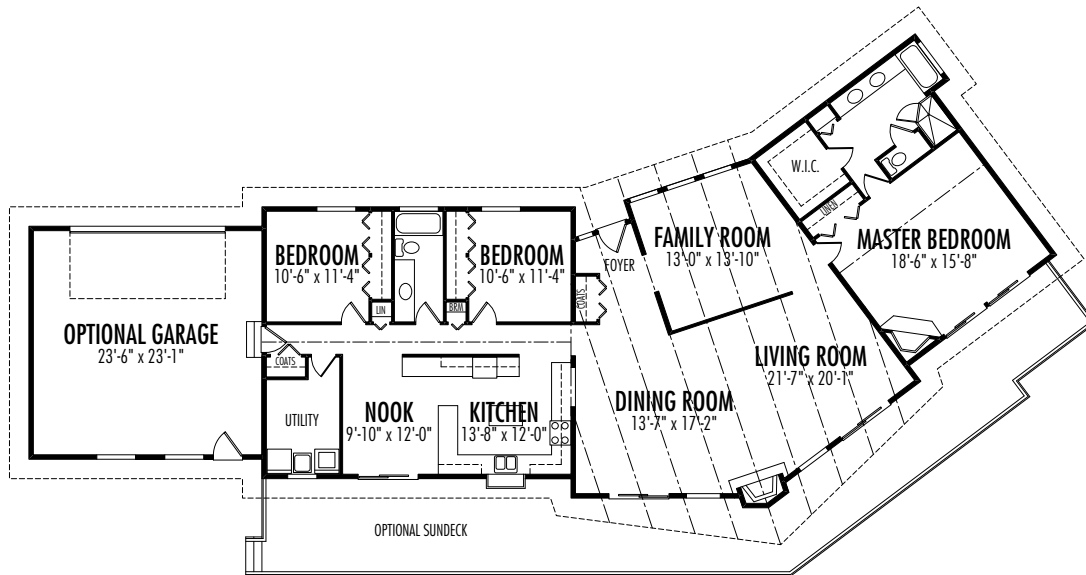 W.I.C.
LINEN
BEDROOM
10'-6" x 11'-4"
BEDROOM
10'-6" x 11'-4"
FAMILY ROOM
13'-0" x 13'-10"
MASTER BEDROOM
18'-6" x 15'-8"
FOYER
COATS
LIN
BRM
OPTIONAL GARAGE
23'-6" x 23'-1"
COATS
LIVING ROOM
21'-7" x 20'-1"
UTILITY
NOOK
9'-10" x 12'-0"
KITCHEN
13'-8" x 12'-0"
DINING ROOM
13'-7" x 17'-2"
OPTIONAL SUNDECK